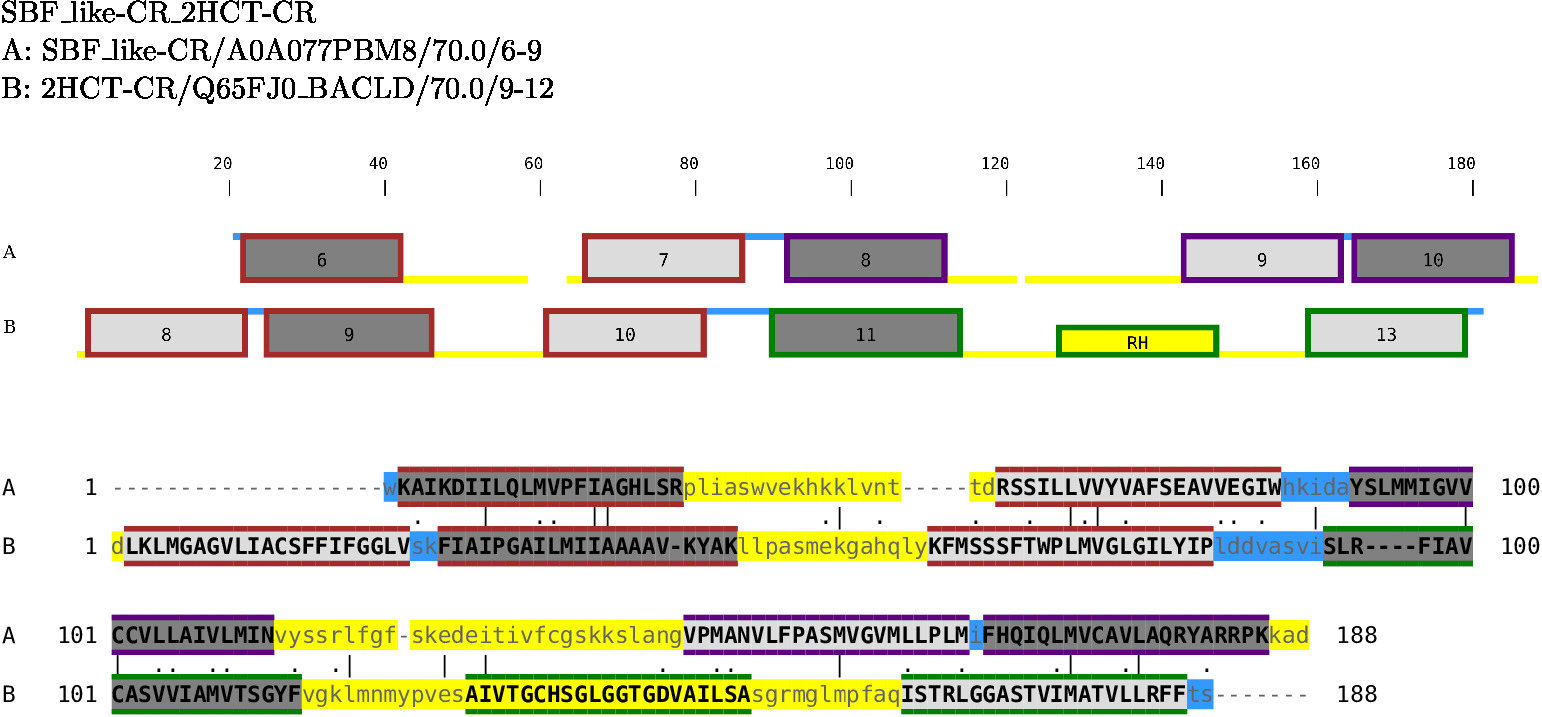 SBF_like-CR_2HCT-CR
A: SBF_like-CR/A0A077PBM8/70.0/6-9
B: 2HCT-CR/Q65FJ0_BACLD/70.0/9-12
20 40 60 80 100 120 140 160 180
A 6 7 8 9 10
B 8 9 10 11 RH 13
A 1 --------------------wKAIKDIILQLMVPFIAGHLSRpliaswvekhkklvnt-----tdRSSILLVVYVAFSEAVVEGIWhkidaYSLMMIGVV 100
B 1 dLKLMGAGVLIACSFFIFGGLVskFIAIPGAILMIIAAAAV-KYAKllpasmekgahqlyKFMSSSFTWPLMVGLGILYIPlddvasviSLR----FIAV 100
A 101 CCVLLAIVLMINvyssrlfgf-skedeitivfcgskkslangVPMANVLFPASMVGVMLLPLMiFHQIQLMVCAVLAQRYARRPKkad 188
B 101 CASVVIAMVTSGYFvgklmnmypvesAIVTGCHSGLGGTGDVAILSAsgrmglmpfaqISTRLGGASTVIMATVLLRFFts------- 188